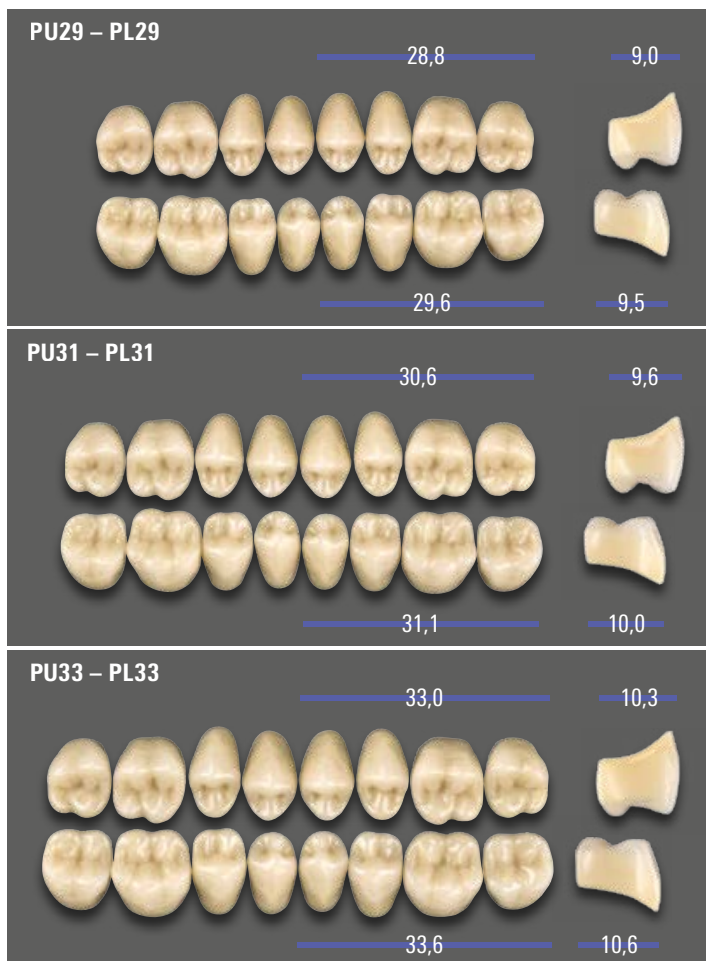 PU29 – PL29
28,8 9,0
29,6 9,5
PU31 – PL31
30,6 9,6
31,1 10,0
PU33 – PL33
33,0 10,3
33,6 10,6